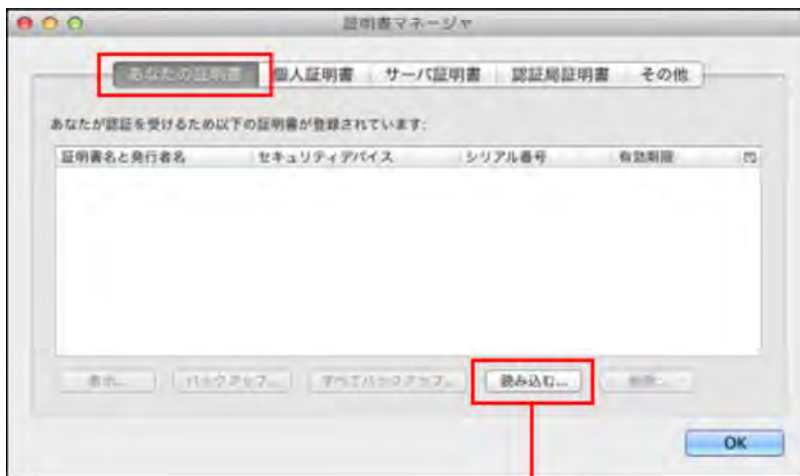 証明書マネージャ
あなたの証明書 個人証明書 サーバ証明書 認証局証明書 その他
あなたが認証を受けるため以下の証明書が登録されています:
証明書名と発行者名 セキュリティデバイス シリアル番号 有効期限
表示... バックアップ... すべてバックアップ... 読み込む... 削除...
OK